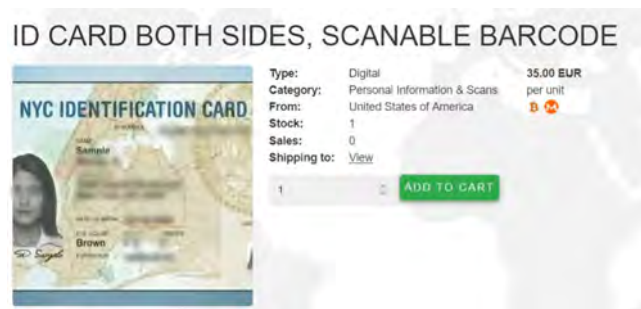 ID CARD BOTH SIDES, SCANABLE BARCODE
NYC IDENTIFICATION CARD
Sample
Brown
Type: Digital 35.00 EUR
Category: Personal Information & Scans per unit
From: United States of America
Stock: 1
Sales: 0
Shipping to: View
1 ADD TO CART